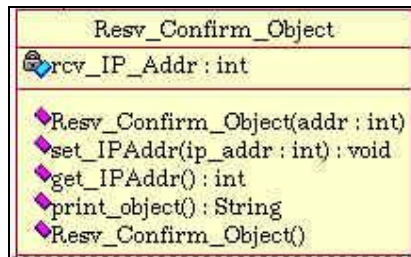 Resv_Confirm_Object
rcv_IP_Addr : int
Resv_Confirm_Object(addr : int)
set_IPAddr(ip_addr : int) : void
get_IPAddr() : int
print_object() : String
Resv_Confirm_Object()